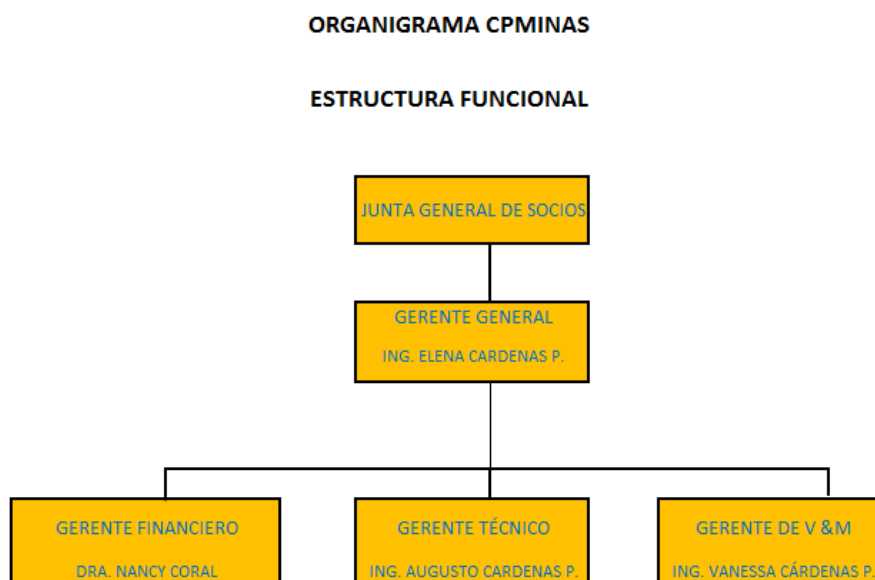 ORGANIGRAMA CPMINAS
ESTRUCTURA FUNCIONAL
JUNTA GENERAL DE SOCIOS
GERENTE GENERAL
ING. ELENA CARDENAS P.
GERENTE FINANCIERO
DRA. NANCY CORAL
GERENTE TÉCNICO
ING. AUGUSTO CARDENAS P.
GERENTE DE V &M
ING. VANESSA CÁRDENAS P.